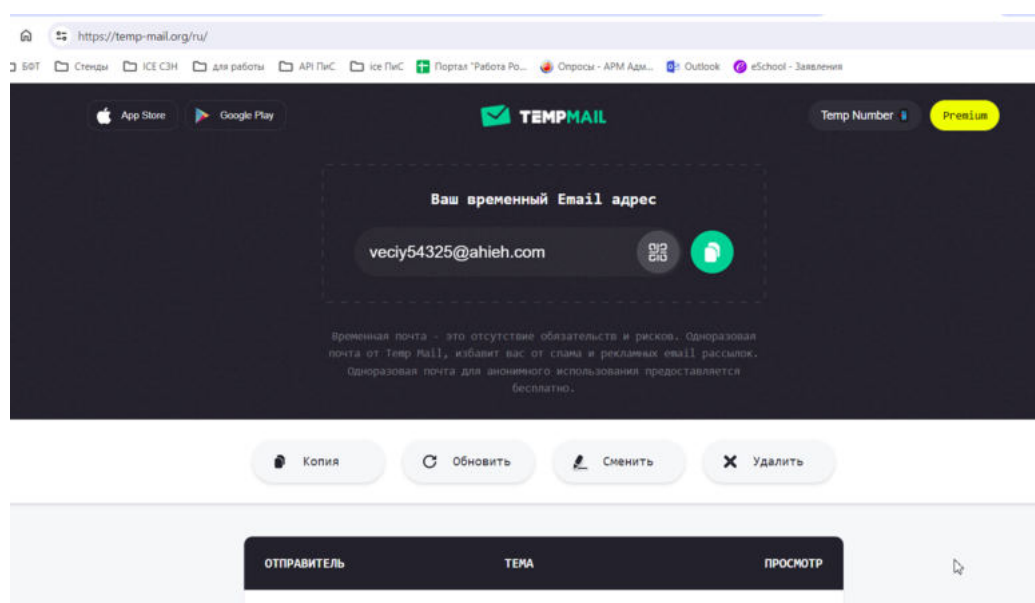 https://temp-mail.org/ru/
БФТ Стенды ICE СЗН для работы API ПиС ice ПиС Портал "Работа Ро... Опросы - АРМ Адм... Outlook eSchool - Заявления
App Store Google Play TEMPMAIL Temp Number Premium
Ваш временный Email адрес
veciy54325@ahieh.com
Временная почта - это отсутствие обязательств и рисков. Одноразовая
почта от Temp Mail, избавит вас от спама и рекламных email рассылок.
Одноразовая почта для анонимного использования предоставляется
бесплатно.
Копия Обновить Сменить Удалить
ОТПРАВИТЕЛЬ ТЕМА ПРОСМОТР